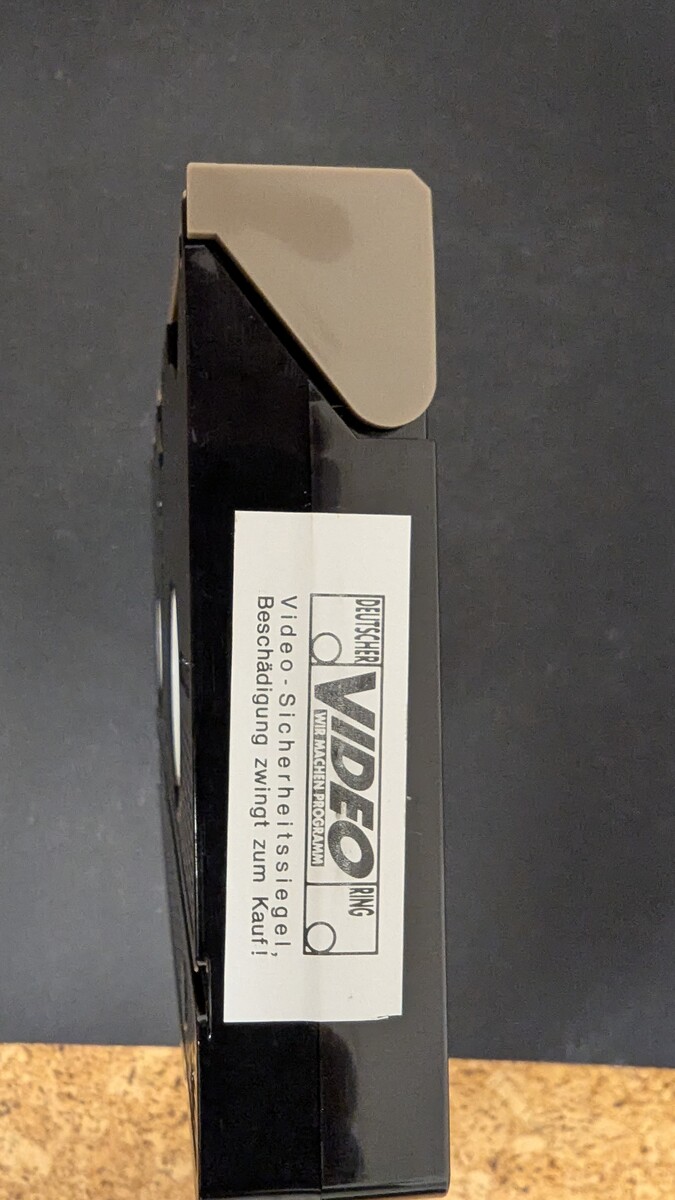 DEUTSCHER
VIDEO
RING
WIR MACHEN PROGRAMM
Video-Sicherheitssiegel,
Beschädigung zwingt zum Kauf!